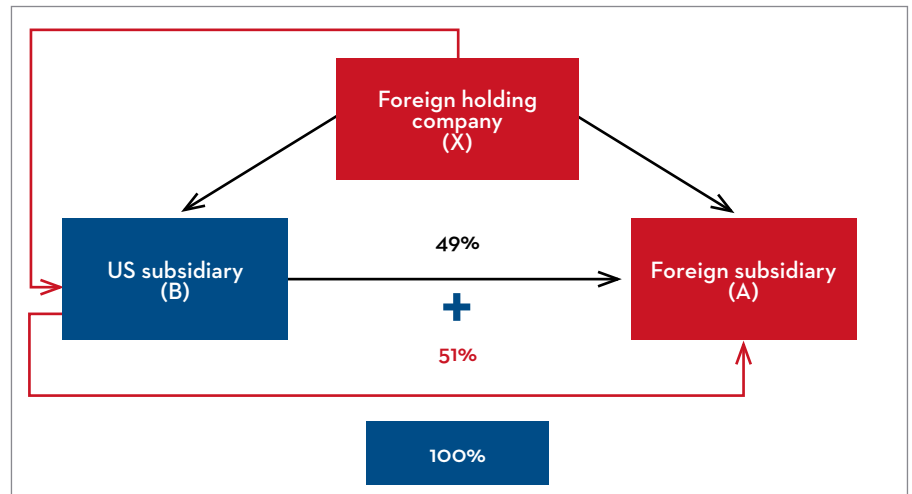 Foreign holding
company
(X)
US subsidiary
(B)
49%
+
51%
Foreign subsidiary
(A)
100%